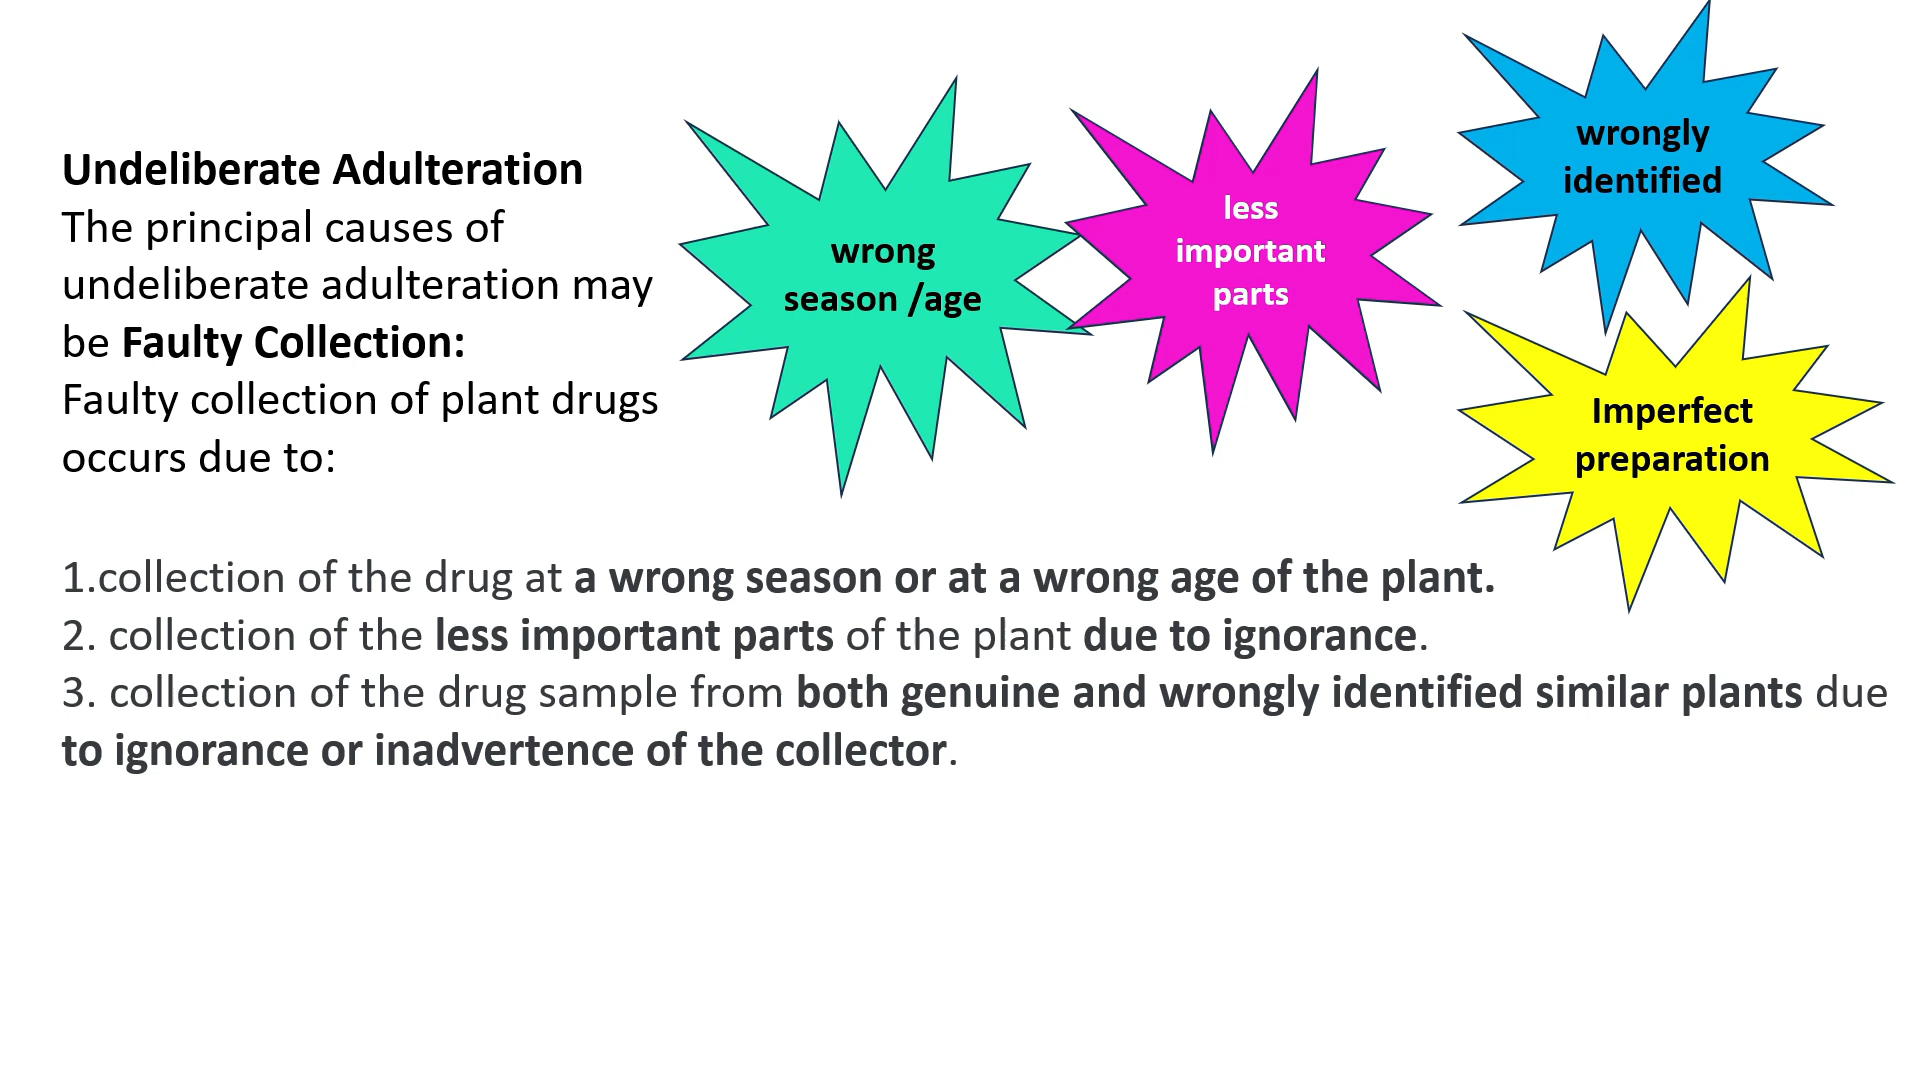 Undeliberate Adulteration
The principal causes of
undeliberate adulteration may
be Faulty Collection:
Faulty collection of plant drugs
occurs due to:
wrong
season /age
less
important
parts
wrongly
identified
Imperfect
preparation
1.collection of the drug at a wrong season or at a wrong age of the plant.
2. collection of the less important parts of the plant due to ignorance.
3. collection of the drug sample from both genuine and wrongly identified similar plants due
to ignorance or inadvertence of the collector.